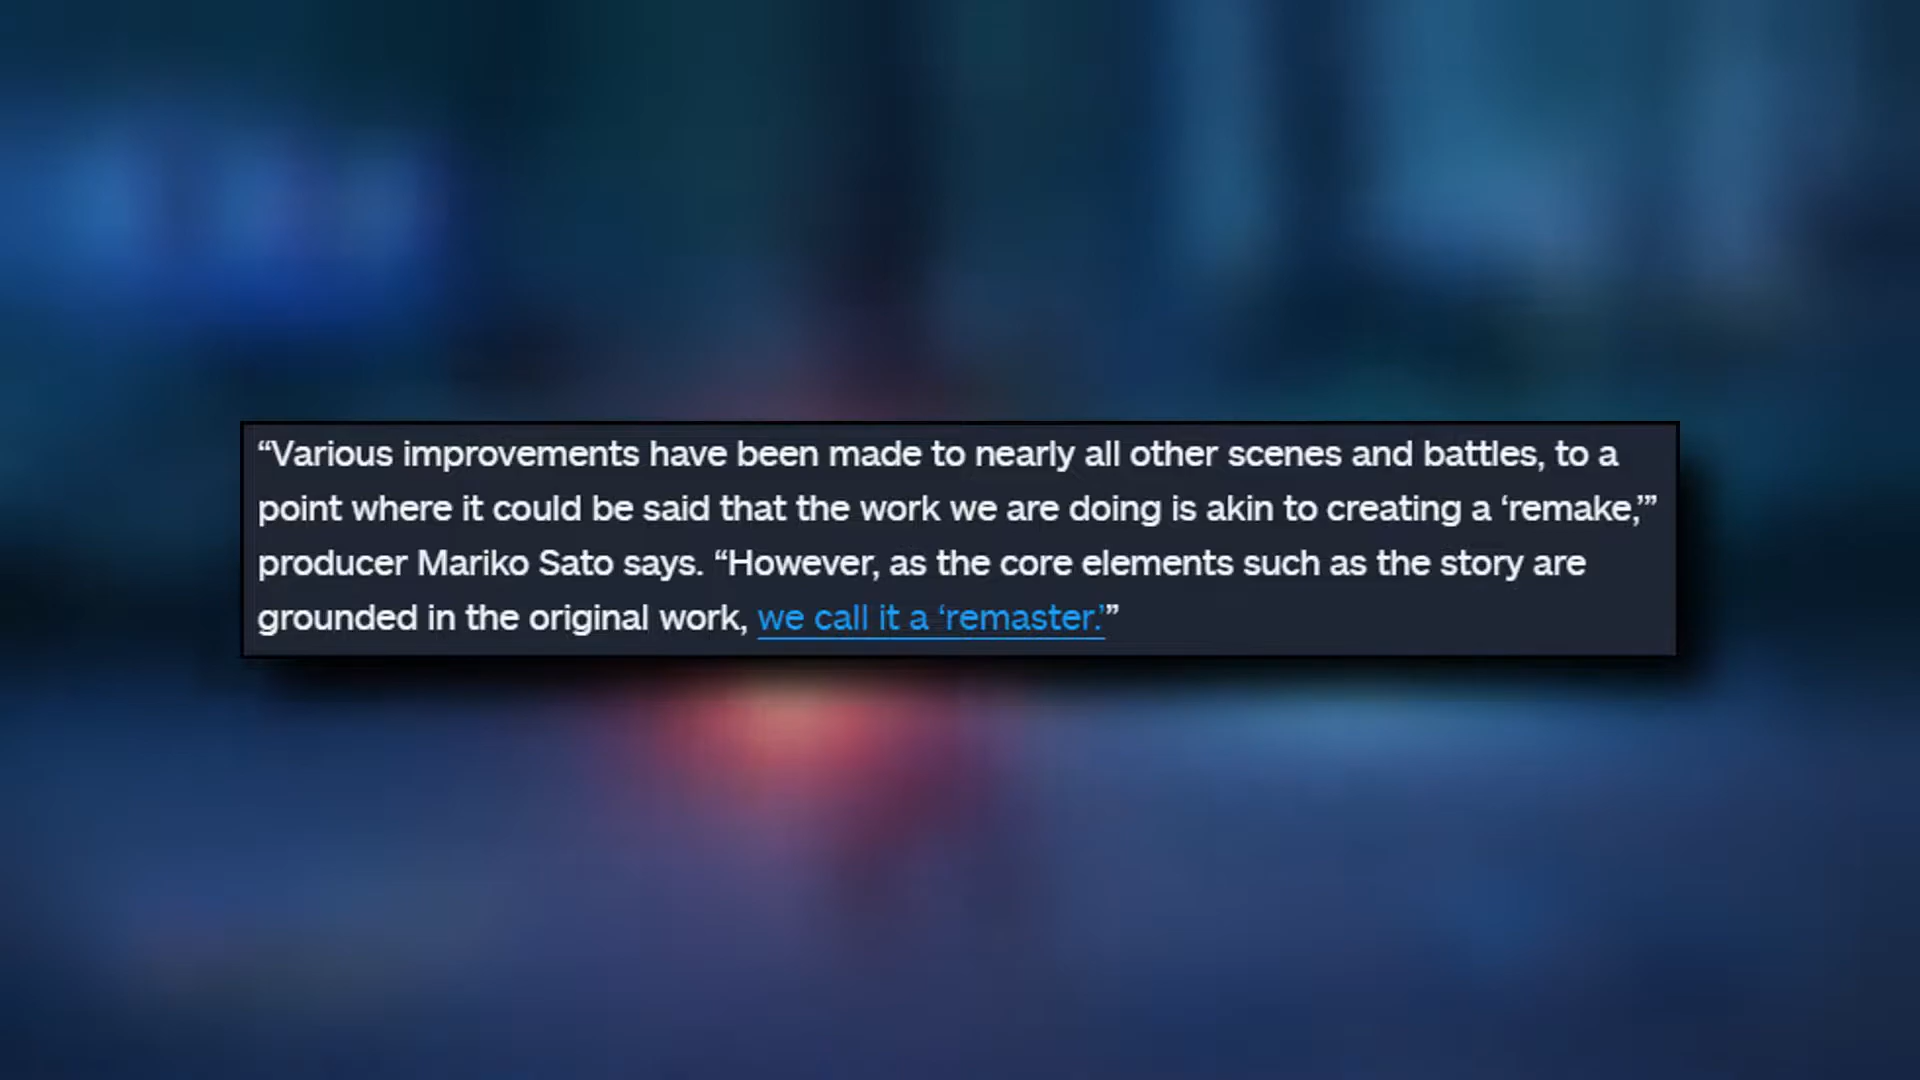 “Various improvements have been made to nearly all other scenes and battles, to a
point where it could be said that the work we are doing is akin to creating a ‘remake,’”
producer Mariko Sato says. “However, as the core elements such as the story are
grounded in the original work, we call it a ‘remaster.’”